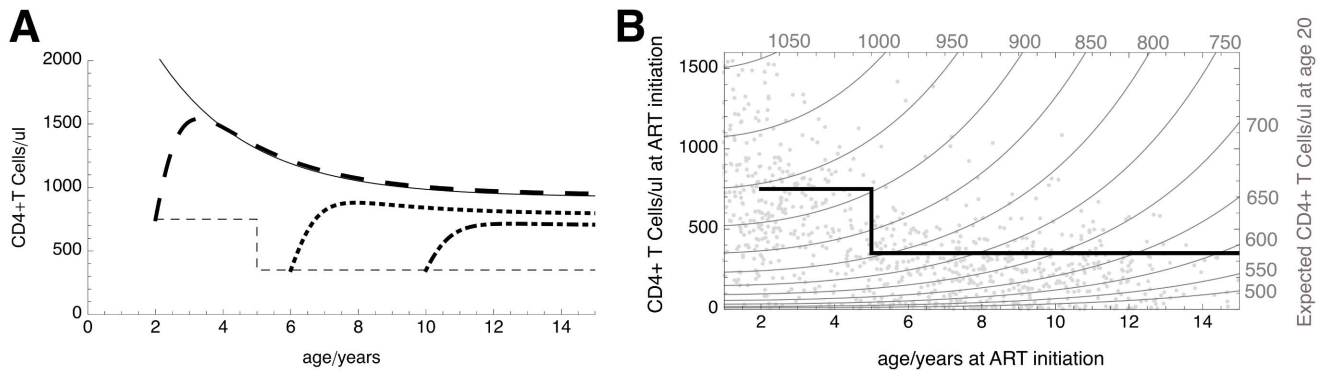 A
2000
1500
1000
500
0
CD4+T Cells/ul
0 2 4 6 8 10 12 14
age/years
B
1050 1000 950 900 850 800 750
1500
1000
500
0
CD4+ T Cells/ul at ART initiation
700
650
600
550
500
Expected CD4+ T Cells/ul at age 20
2 4 6 8 10 12 14
age/years at ART initiation